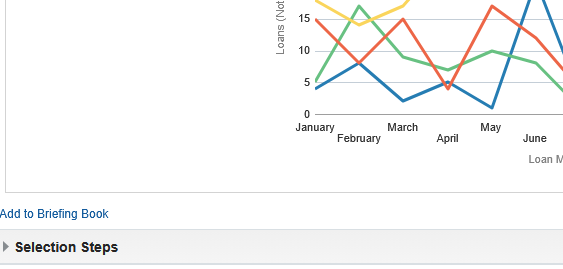 Loans (Not
15
10
5
0
January
February
March
April
May
June
Loan M
Add to Briefing Book
Selection Steps